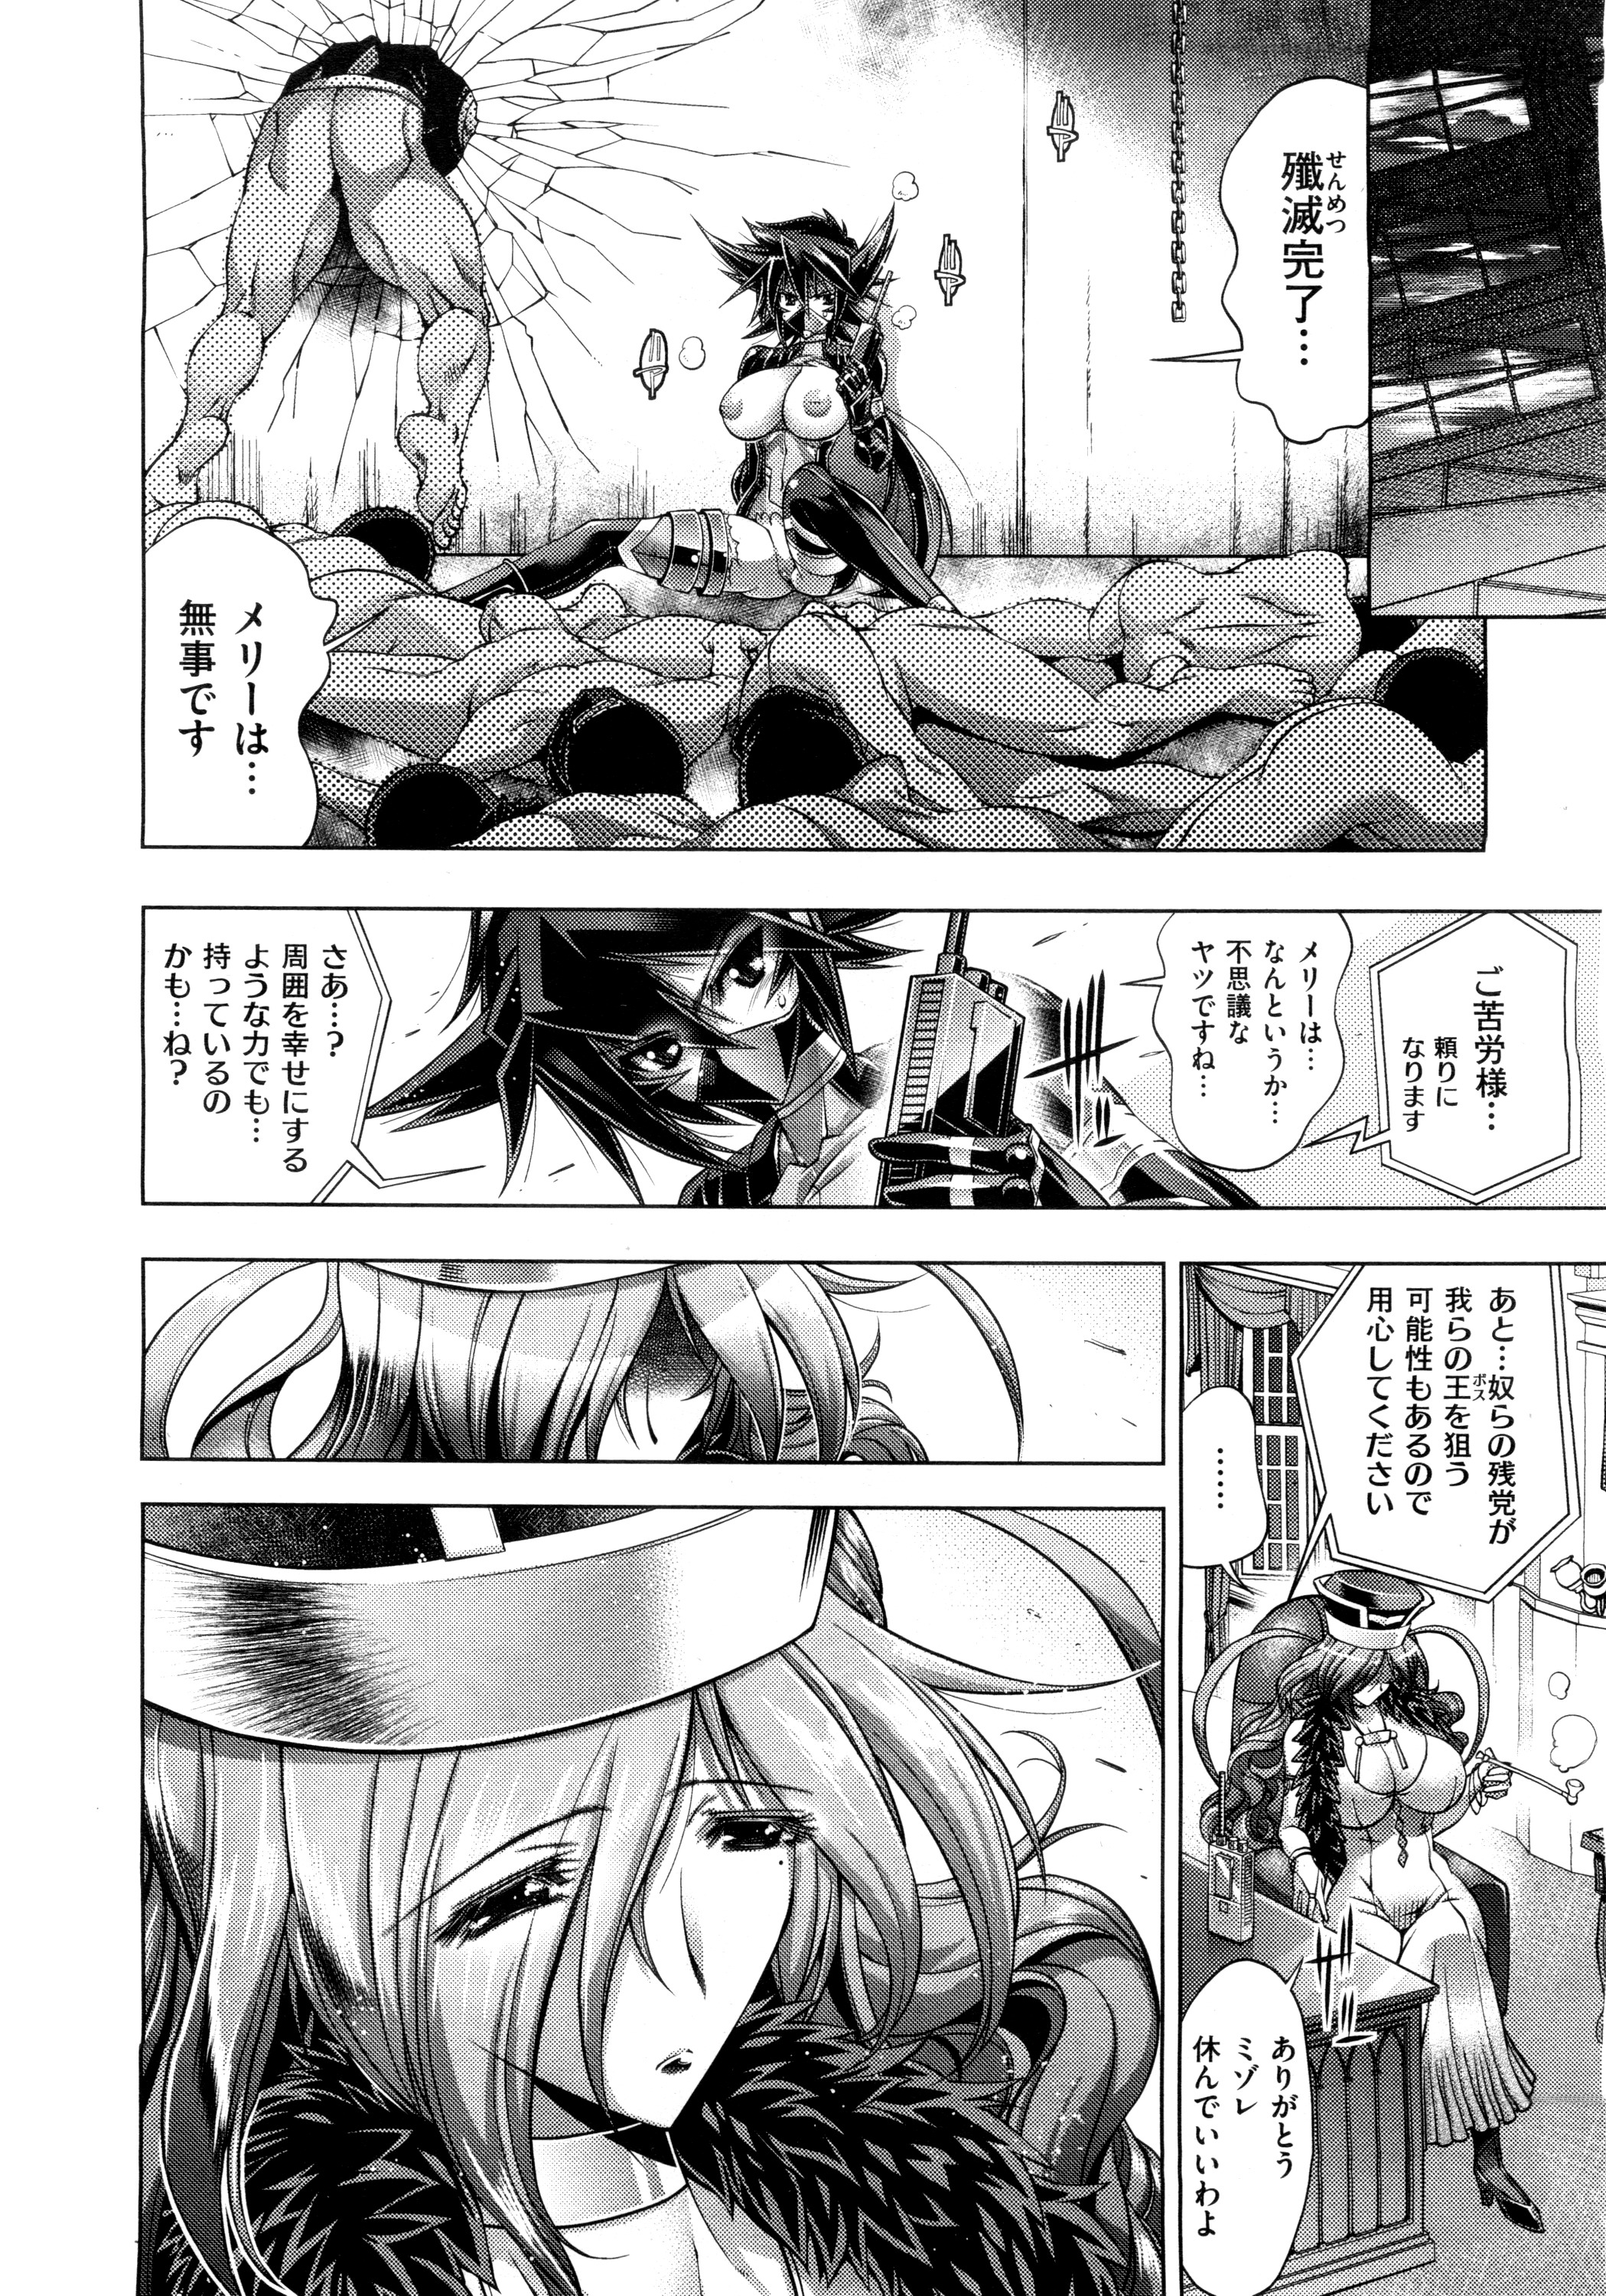 殲滅完了…
せんめつ
メリーは…
無事です
ご苦労様…
頼りに
なります
メリーは…
なんというか…
不思議な
ヤツですね…
さあ…?
周囲を幸せにする
ような力でも…
持っているの
かも…ね?
あと…奴らの残党が
我らの王を狙う
ボス
可能性もあるので
用心してください
……
ありがとう
ミゾレ
休んでいいわよ